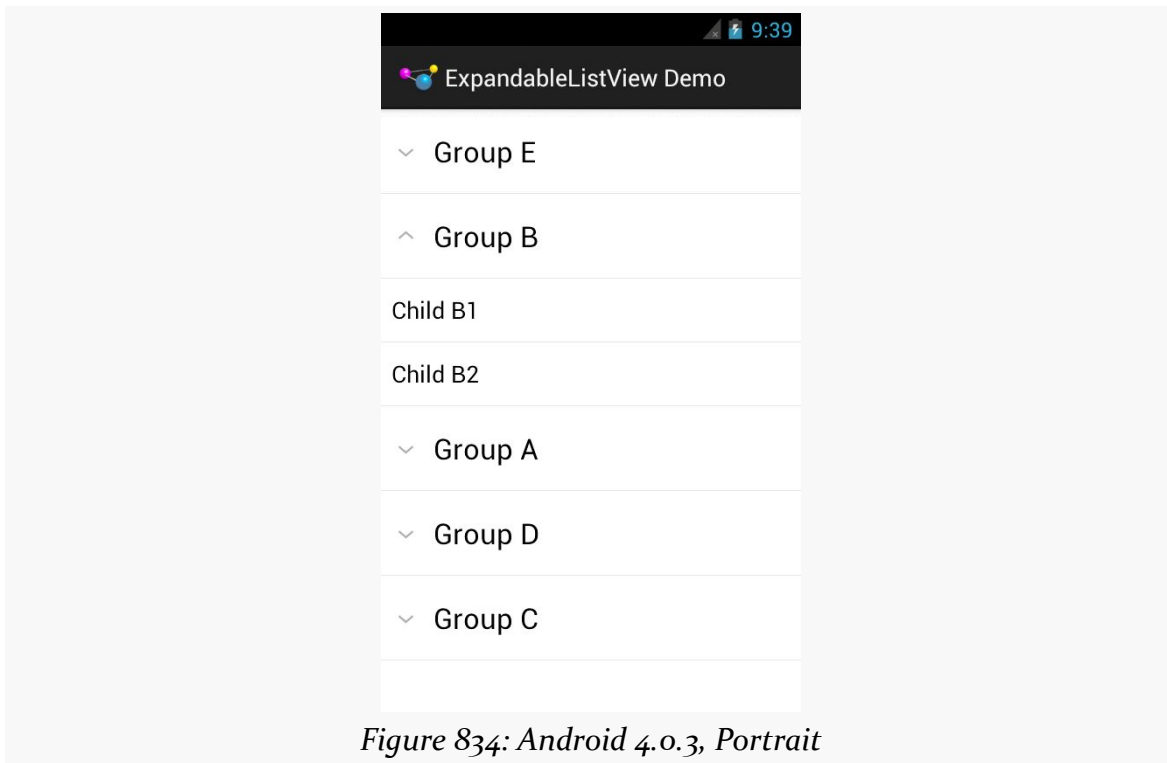 9:39
ExpandableListView Demo
Group E
Group B
Child B1
Child B2
Group A
Group D
Group C
Figure 834: Android 4.0.3, Portrait